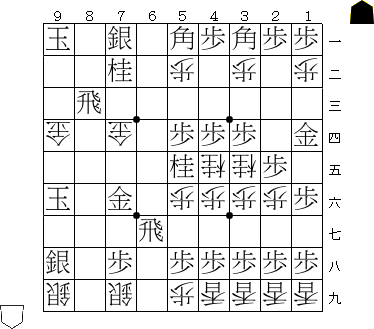 9 8 7 6 5 4 3 2 1
玉 銀 角 歩 角 歩 歩 一
桂 歩 歩 歩 二
飛 三
金 金 歩 歩 歩 金 四
桂 桂 桂 歩 五
玉 金 歩 歩 歩 歩 歩 六
飛 七
銀 歩 歩 歩 歩 歩 歩 八
銀 銀 歩 香 香 香 香 九